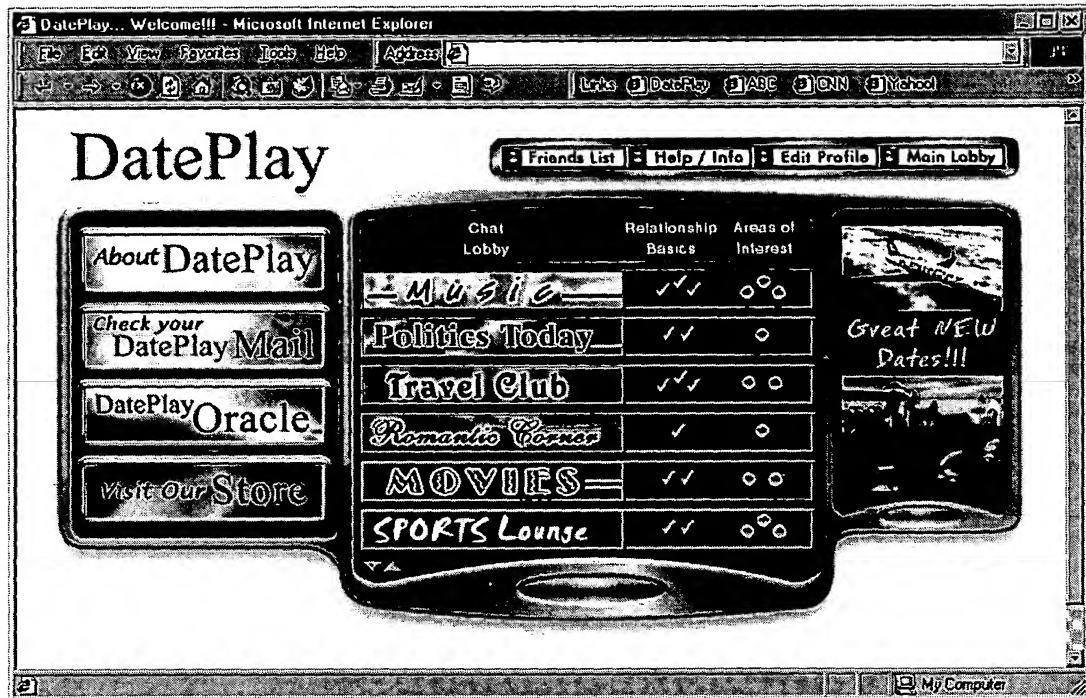 DatePlay... Welcome!!! - Microsoft Internet Explorer
File Edit View Favorites Tools Help Address
Links DatePlay ABC CNN Yahoo!
DatePlay
Friends List Help / Info Edit Profile Main Lobby
Chat Lobby Relationship Basics Areas of Interest
About DatePlay
Music
Check your DatePlay Mail
Politics Today
Great NEW
Dates!!!
Travel Club
DatePlay Oracle
Romantic Corner
Visit Our Store
MOVIES
SPORTS Lounge
My Computer